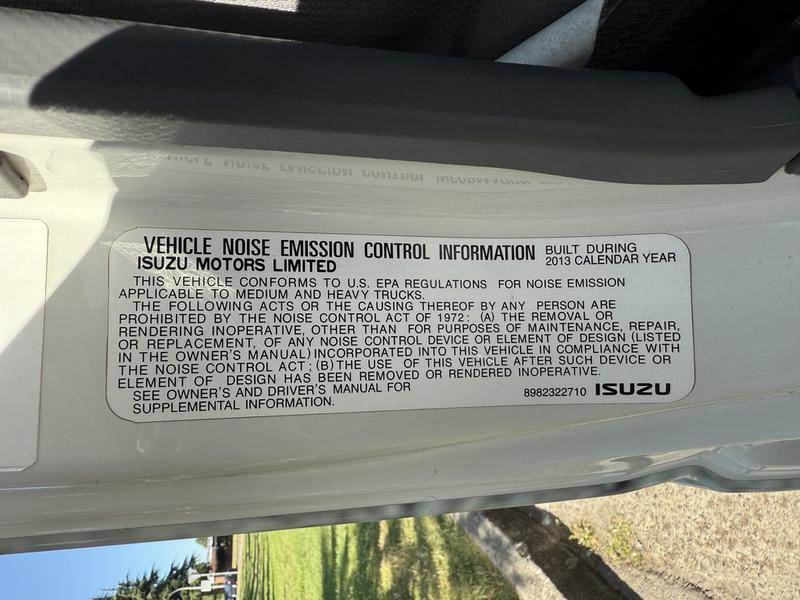 VEHICLE NOISE EMISSION CONTROL INFORMATION BUILT DURING
ISUZU MOTORS LIMITED 2013 CALENDAR YEAR
THIS VEHICLE CONFORMS TO U.S. EPA REGULATIONS FOR NOISE EMISSION
APPLICABLE TO MEDIUM AND HEAVY TRUCKS.
THE FOLLOWING ACTS OR THE CAUSING THEREOF BY ANY PERSON ARE
PROHIBITED BY THE NOISE CONTROL ACT OF 1972: (A) THE REMOVAL OR
RENDERING INOPERATIVE, OTHER THAN FOR PURPOSES OF MAINTENANCE, REPAIR,
OR REPLACEMENT, OF ANY NOISE CONTROL DEVICE OR ELEMENT OF DESIGN (LISTED
IN THE OWNER'S MANUAL) INCORPORATED INTO THIS VEHICLE IN COMPLIANCE WITH
THE NOISE CONTROL ACT; (B) THE USE OF THIS VEHICLE AFTER SUCH DEVICE OR
ELEMENT OF DESIGN HAS BEEN REMOVED OR RENDERED INOPERATIVE.
SEE OWNER'S AND DRIVER'S MANUAL FOR
SUPPLEMENTAL INFORMATION. 8982322710 ISUZU